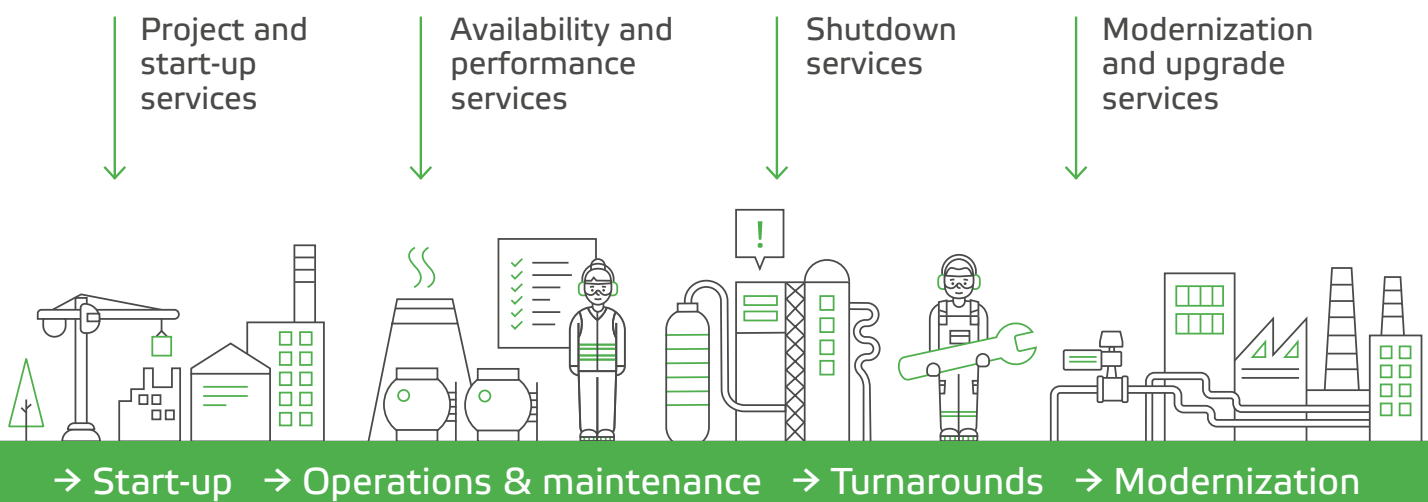 Project and
start-up
services
Availability and
performance
services
Shutdown
services
Modernization
and upgrade
services
!
→ Start-up → Operations & maintenance → Turnarounds → Modernization